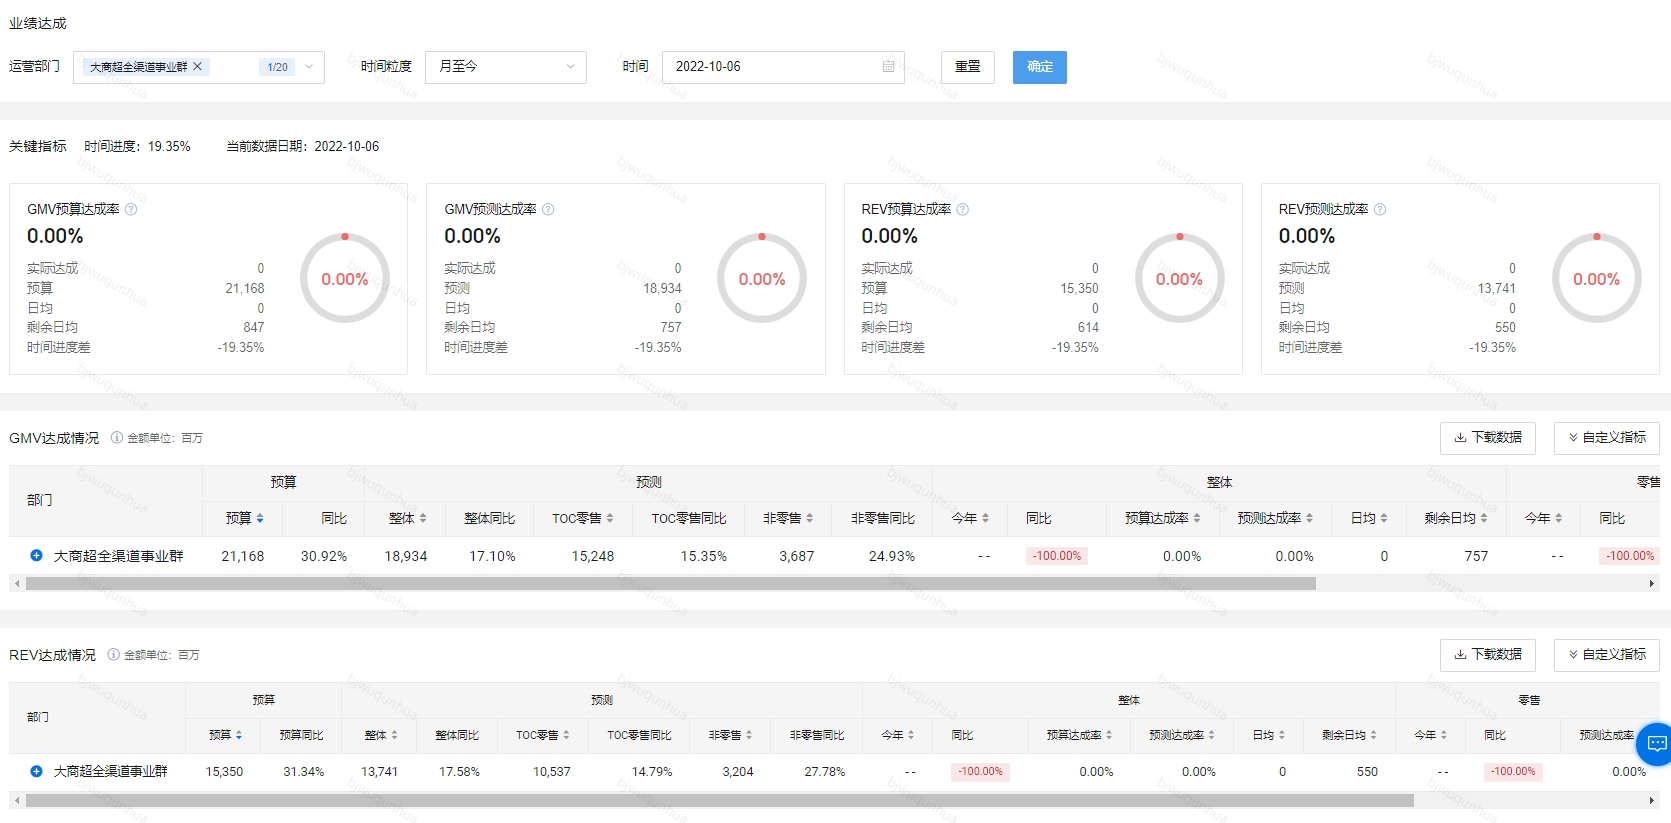 业绩达成
运营部门 大商超全渠道事业群 1/20 时间粒度 月至今 时间 2022-10-06 重置 确定
关键指标 时间进度：19.35% 当前数据日期：2022-10-06
GMV预算达成率
0.00%
实际达成 0
预算 21,168
日均 0
剩余日均 847
时间进度差 -19.35%
0.00%
GMV预测达成率
0.00%
实际达成 0
预测 18,934
日均 0
剩余日均 757
时间进度差 -19.35%
0.00%
REV预算达成率
0.00%
实际达成 0
预算 15,350
日均 0
剩余日均 614
时间进度差 -19.35%
0.00%
REV预测达成率
0.00%
实际达成 0
预测 13,741
日均 0
剩余日均 550
时间进度差 -19.35%
0.00%
GMV达成情况 金额单位：百万 下载数据 自定义指标
部门 预算 预测 整体 零售
预算 同比 整体 整体同比 TOC零售 TOC零售同比 非零售 非零售同比 今年 同比 预算达成率 预测达成率 日均 剩余日均 今年 同比
大商超全渠道事业群 21,168 30.92% 18,934 17.10% 15,248 15.35% 3,687 24.93% -- -100.00% 0.00% 0.00% 0 757 -- -100.00%
REV达成情况 金额单位：百万 下载数据 自定义指标
部门 预算 预测 整体 零售
预算 预算同比 整体 整体同比 TOC零售 TOC零售同比 非零售 非零售同比 今年 同比 预算达成率 预测达成率 日均 剩余日均 今年 同比 预测达成率
大商超全渠道事业群 15,350 31.34% 13,741 17.58% 10,537 14.79% 3,204 27.78% -- -100.00% 0.00% 0.00% 0 550 -- -100.00% 0.00%
bjwuqunhua